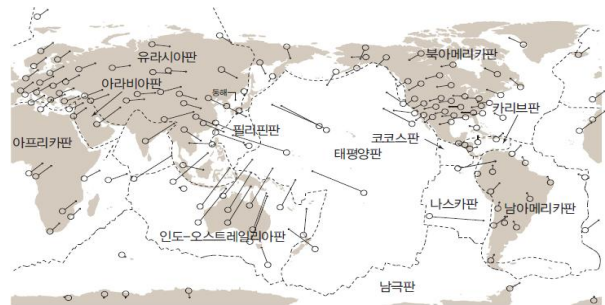 유라시아판
북아메리카판
아라비아판
동해
카리브판
필리핀판
아프리카판
코코스판
태평양판
나스카판
남아메리카판
인도-오스트레일리아판
남극판